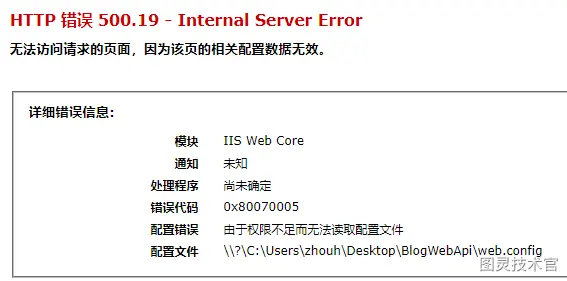 HTTP 错误 500.19 - Internal Server Error
无法访问请求的页面，因为该页的相关配置数据无效。
详细错误信息：
模块 IIS Web Core
通知 未知
处理程序 尚未确定
错误代码 0x80070005
配置错误 由于权限不足而无法读取配置文件
配置文件 \\?\C:\Users\zhouh\Desktop\BlogWebApi\web.config
图灵技术官